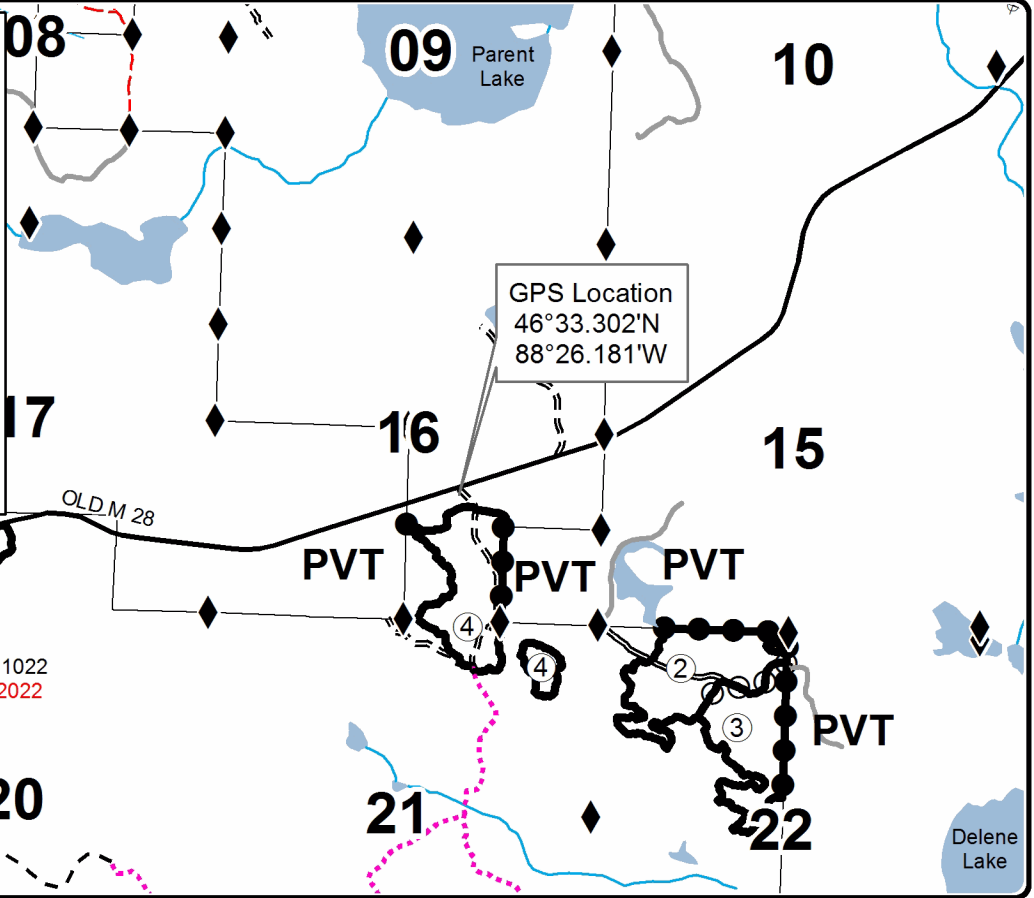 08
09
Parent
Lake
10
GPS Location
46°33.302'N
88°26.181'W
17
16
15
OLD M 28
PVT
PVT
PVT
4
4
2
1022
2022
3
PVT
20
21
22
Delene
Lake